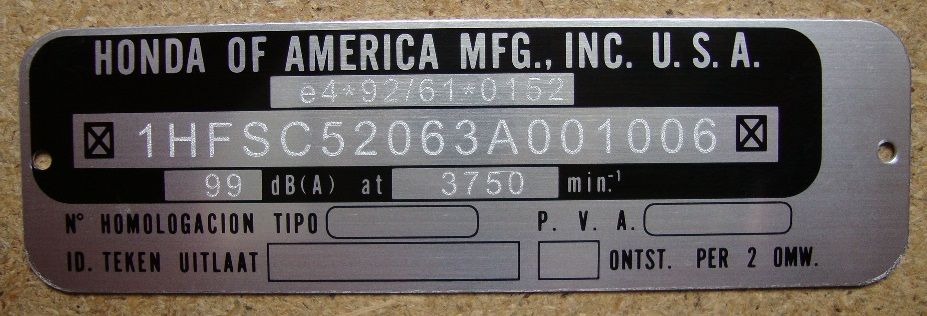 HONDA OF AMERICA MFG., INC. U.S.A.
e4*92/61*0152
1HFSC52063A001006
99 dB(A) at 3750 min.-1
Nº HOMOLOGACION TIPO P. V. A.
ID. TEKEN UITLAAT ONTST. PER 2 OMW.